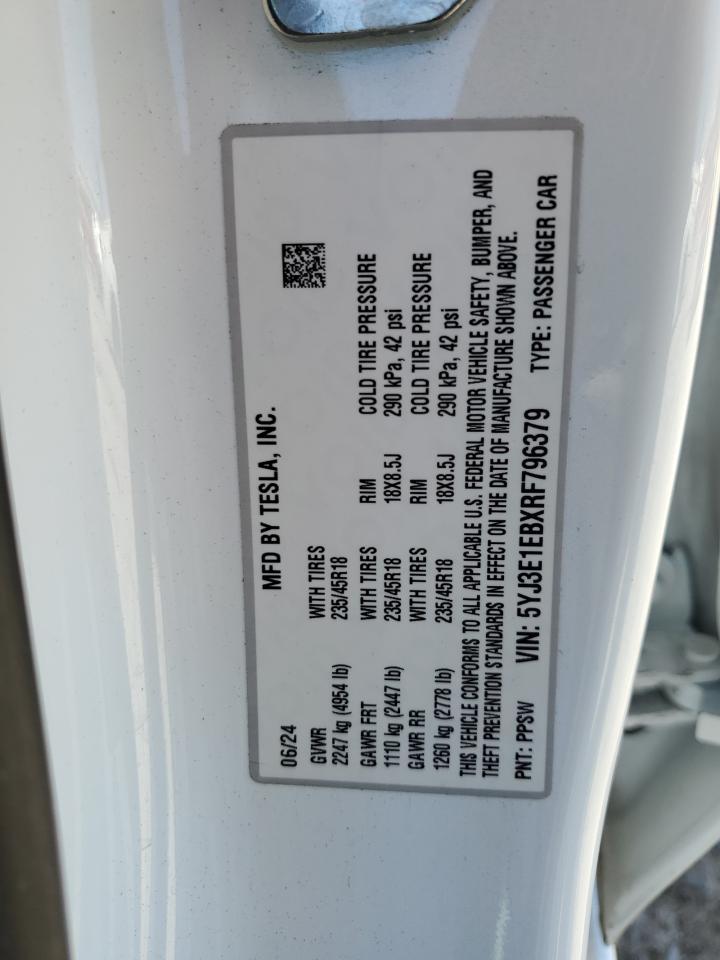 MFD BY TESLA, INC.
06/24
GVWR WITH TIRES
2247 kg (4954 lb) 235/45R18
GAWR FRT WITH TIRES RIM COLD TIRE PRESSURE
1110 kg (2447 lb) 235/45R18 18X8.5J 290 kPa, 42 psi
GAWR RR WITH TIRES RIM COLD TIRE PRESSURE
1260 kg (2778 lb) 235/45R18 18X8.5J 290 kPa, 42 psi
THIS VEHICLE CONFORMS TO ALL APPLICABLE U.S. FEDERAL MOTOR VEHICLE SAFETY, BUMPER, AND
THEFT PREVENTION STANDARDS IN EFFECT ON THE DATE OF MANUFACTURE SHOWN ABOVE.
PNT: PPSW VIN: 5YJ3E1EBXRF796379 TYPE: PASSENGER CAR